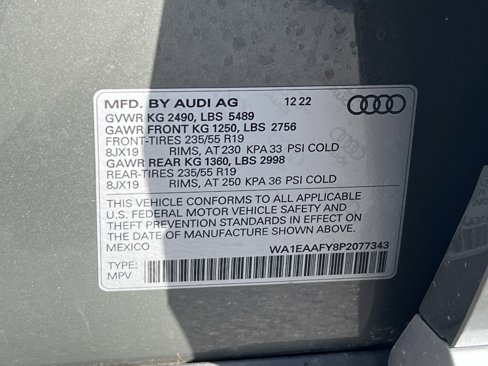 MFD. BY AUDI AG 12 22
GVWR KG 2490, LBS 5489
GAWR FRONT KG 1250, LBS 2756
FRONT-TIRES 235/55 R19
8JX19 RIMS, AT 230 KPA 33 PSI COLD
GAWR REAR KG 1360, LBS 2998
REAR-TIRES 235/55 R19
8JX19 RIMS, AT 250 KPA 36 PSI COLD
THIS VEHICLE CONFORMS TO ALL APPLICABLE
U.S. FEDERAL MOTOR VEHICLE SAFETY AND
THEFT PREVENTION STANDARDS IN EFFECT ON
THE DATE OF MANUFACTURE SHOWN ABOVE.
MEXICO WA1EAAFY8P2077343
TYPE:
MPV